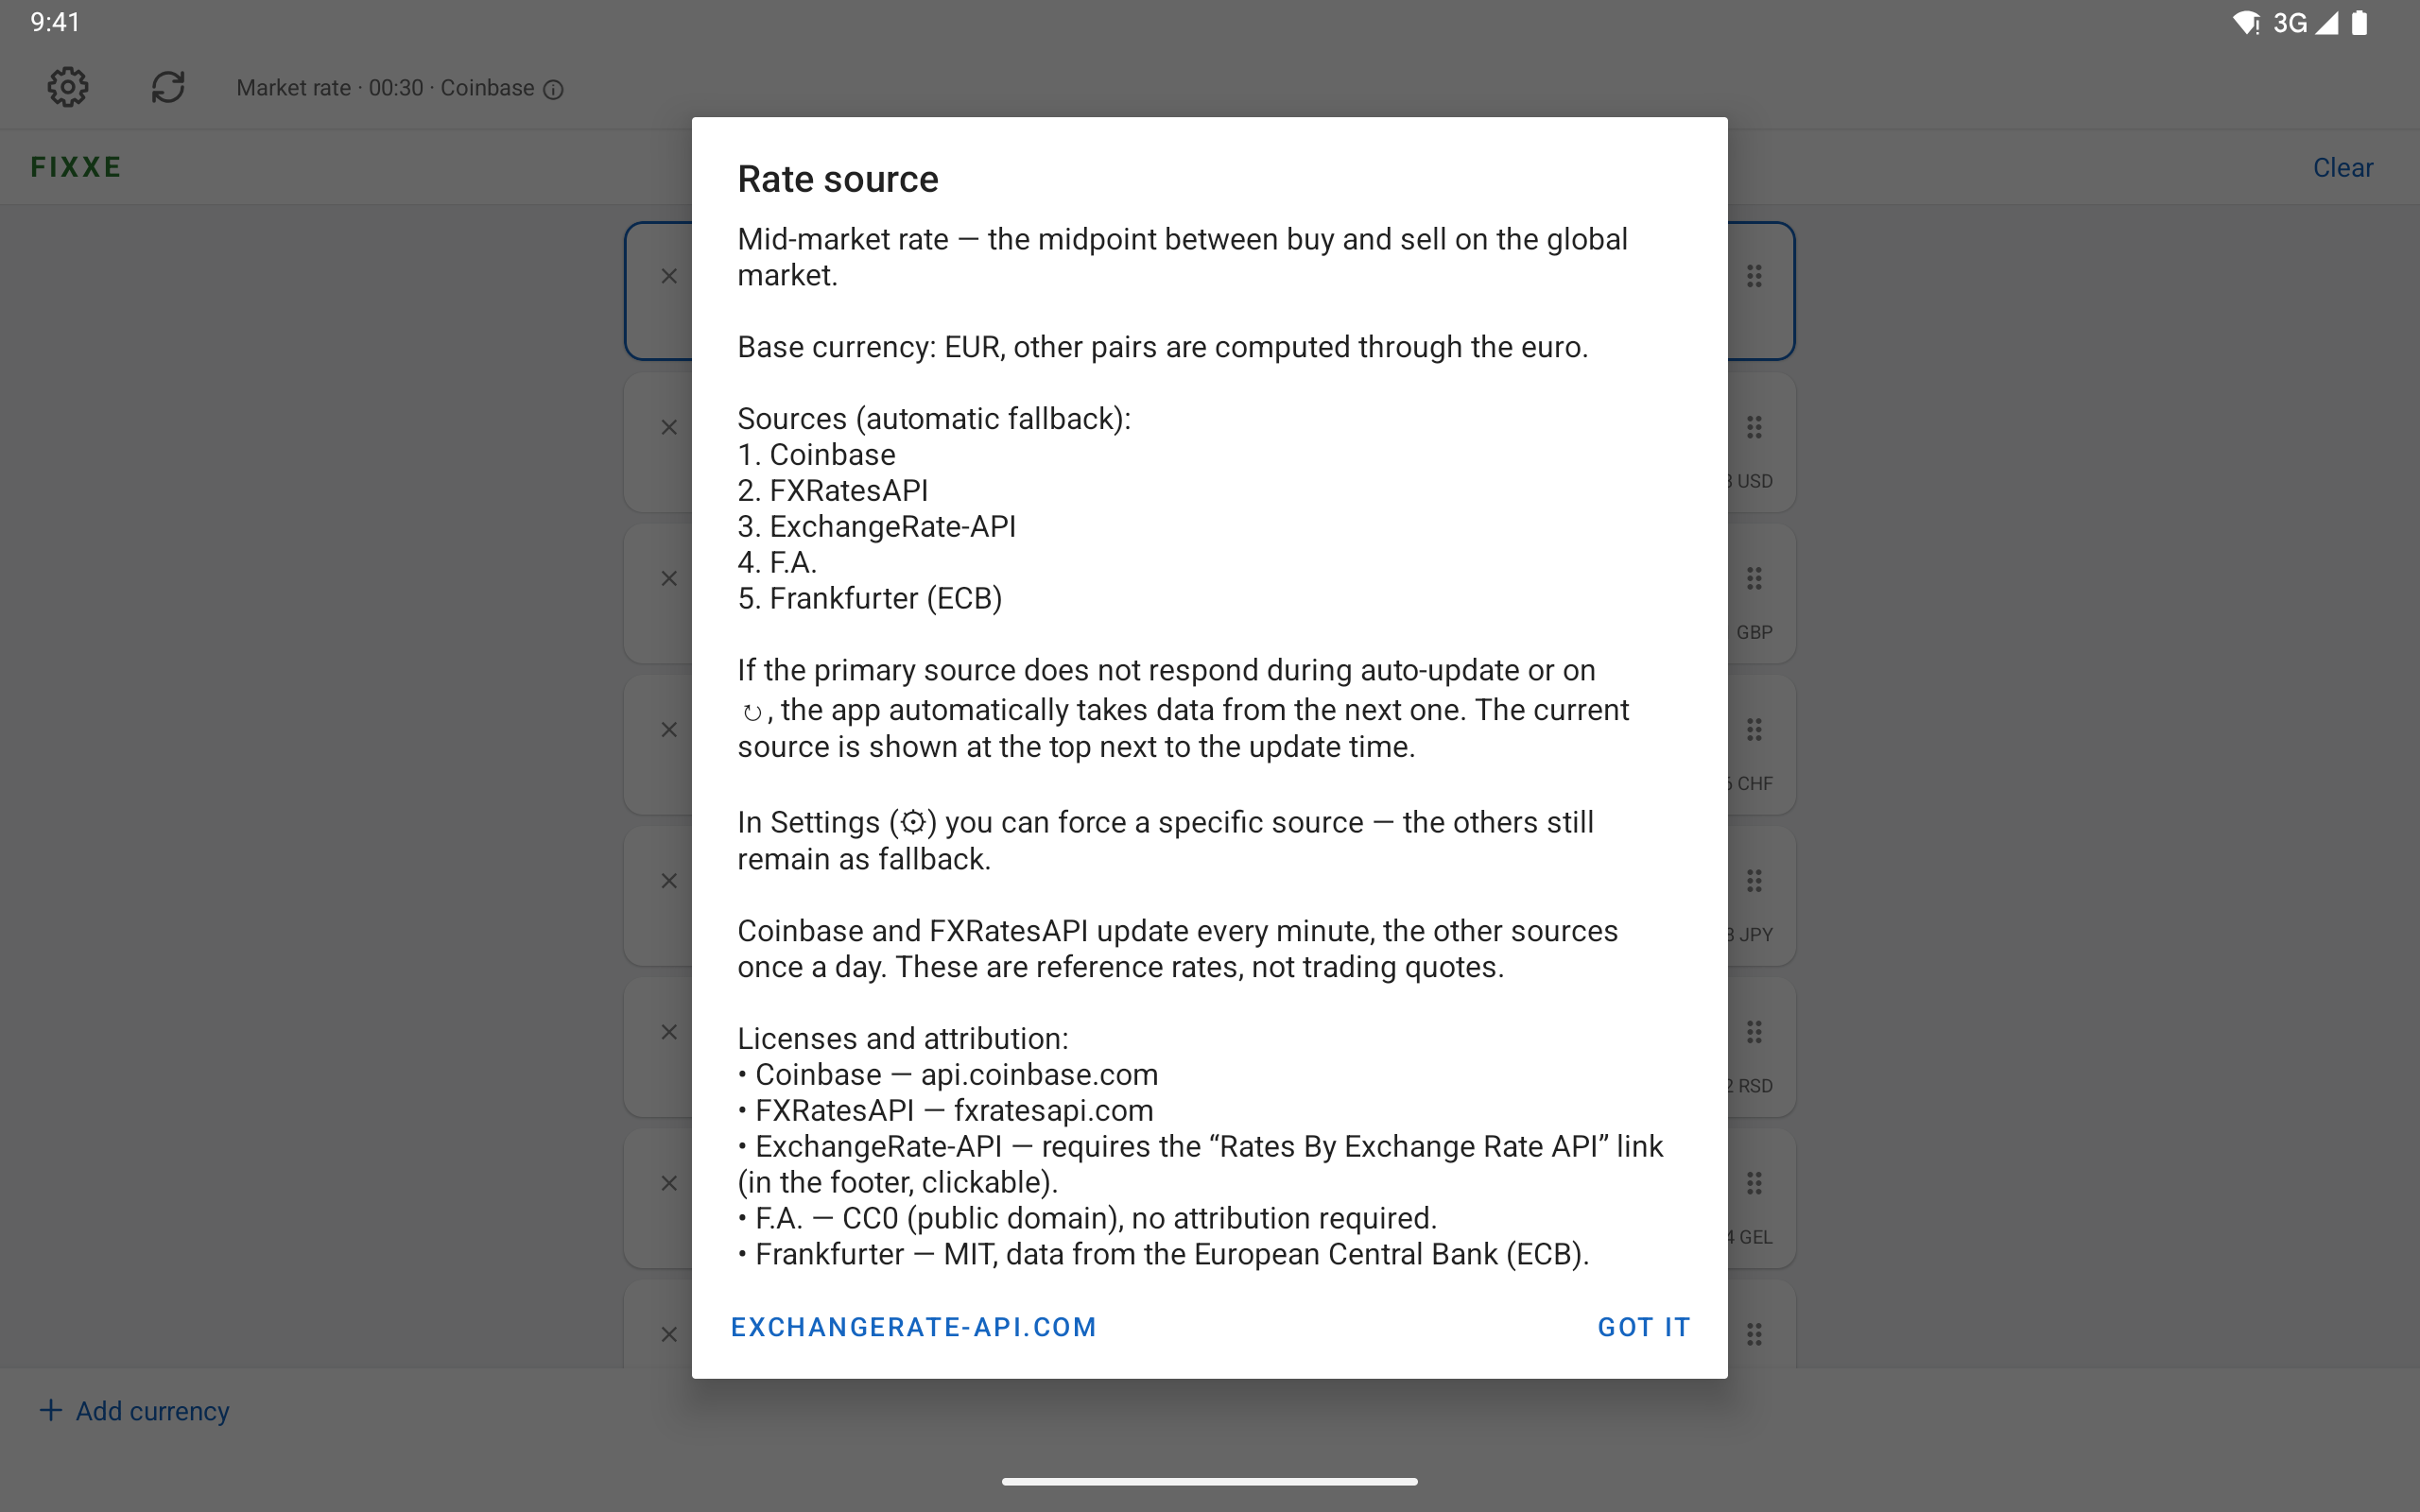 9:41
3G
Market rate · 00:30 · Coinbase
FIXXE
Clear
Rate source
Mid-market rate — the midpoint between buy and sell on the global
market.
Base currency: EUR, other pairs are computed through the euro.
Sources (automatic fallback):
1. Coinbase
2. FXRatesAPI
3. ExchangeRate-API
4. F.A.
5. Frankfurter (ECB)
If the primary source does not respond during auto-update or on
↻, the app automatically takes data from the next one. The current
source is shown at the top next to the update time.
In Settings (⚙) you can force a specific source — the others still
remain as fallback.
Coinbase and FXRatesAPI update every minute, the other sources
once a day. These are reference rates, not trading quotes.
Licenses and attribution:
• Coinbase — api.coinbase.com
• FXRatesAPI — fxratesapi.com
• ExchangeRate-API — requires the “Rates By Exchange Rate API” link
(in the footer, clickable).
• F.A. — CC0 (public domain), no attribution required.
• Frankfurter — MIT, data from the European Central Bank (ECB).
EXCHANGERATE-API.COM
GOT IT
USD
GBP
CHF
JPY
RSD
GEL
Add currency